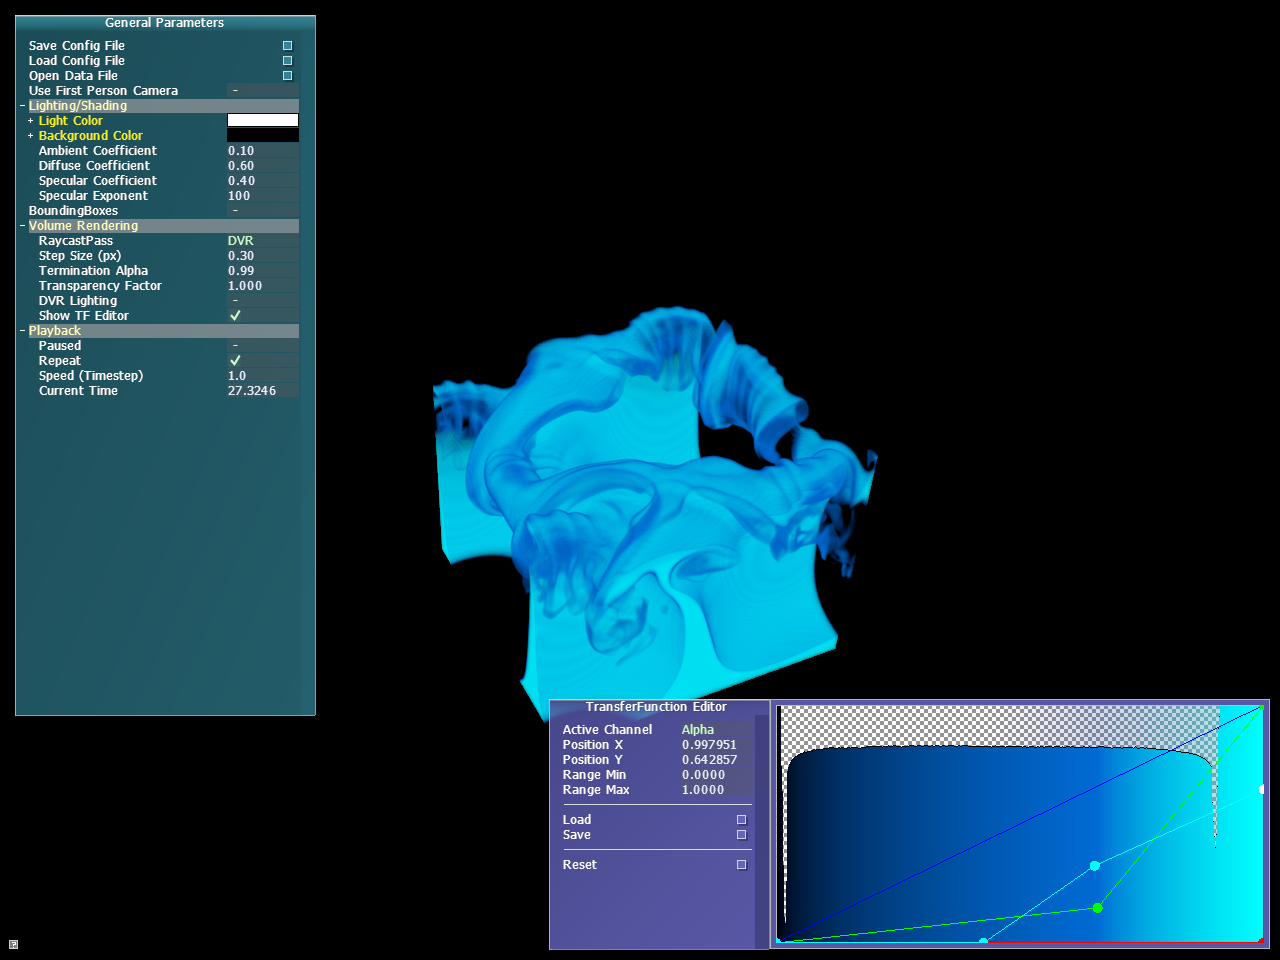 General Parameters
Save Config File
Load Config File
Open Data File
Use First Person Camera -
- Lighting/Shading
+ Light Color
+ Background Color
Ambient Coefficient 0.10
Diffuse Coefficient 0.60
Specular Coefficient 0.40
Specular Exponent 100
BoundingBoxes -
- Volume Rendering
RaycastPass DVR
Step Size (px) 0.30
Termination Alpha 0.99
Transparency Factor 1.000
DVR Lighting -
Show TF Editor ✓
- Playback
Paused -
Repeat ✓
Speed (Timestep) 1.0
Current Time 27.3246
TransferFunction Editor
Active Channel Alpha
Position X 0.997951
Position Y 0.642857
Range Min 0.0000
Range Max 1.0000
Load
Save
Reset
?